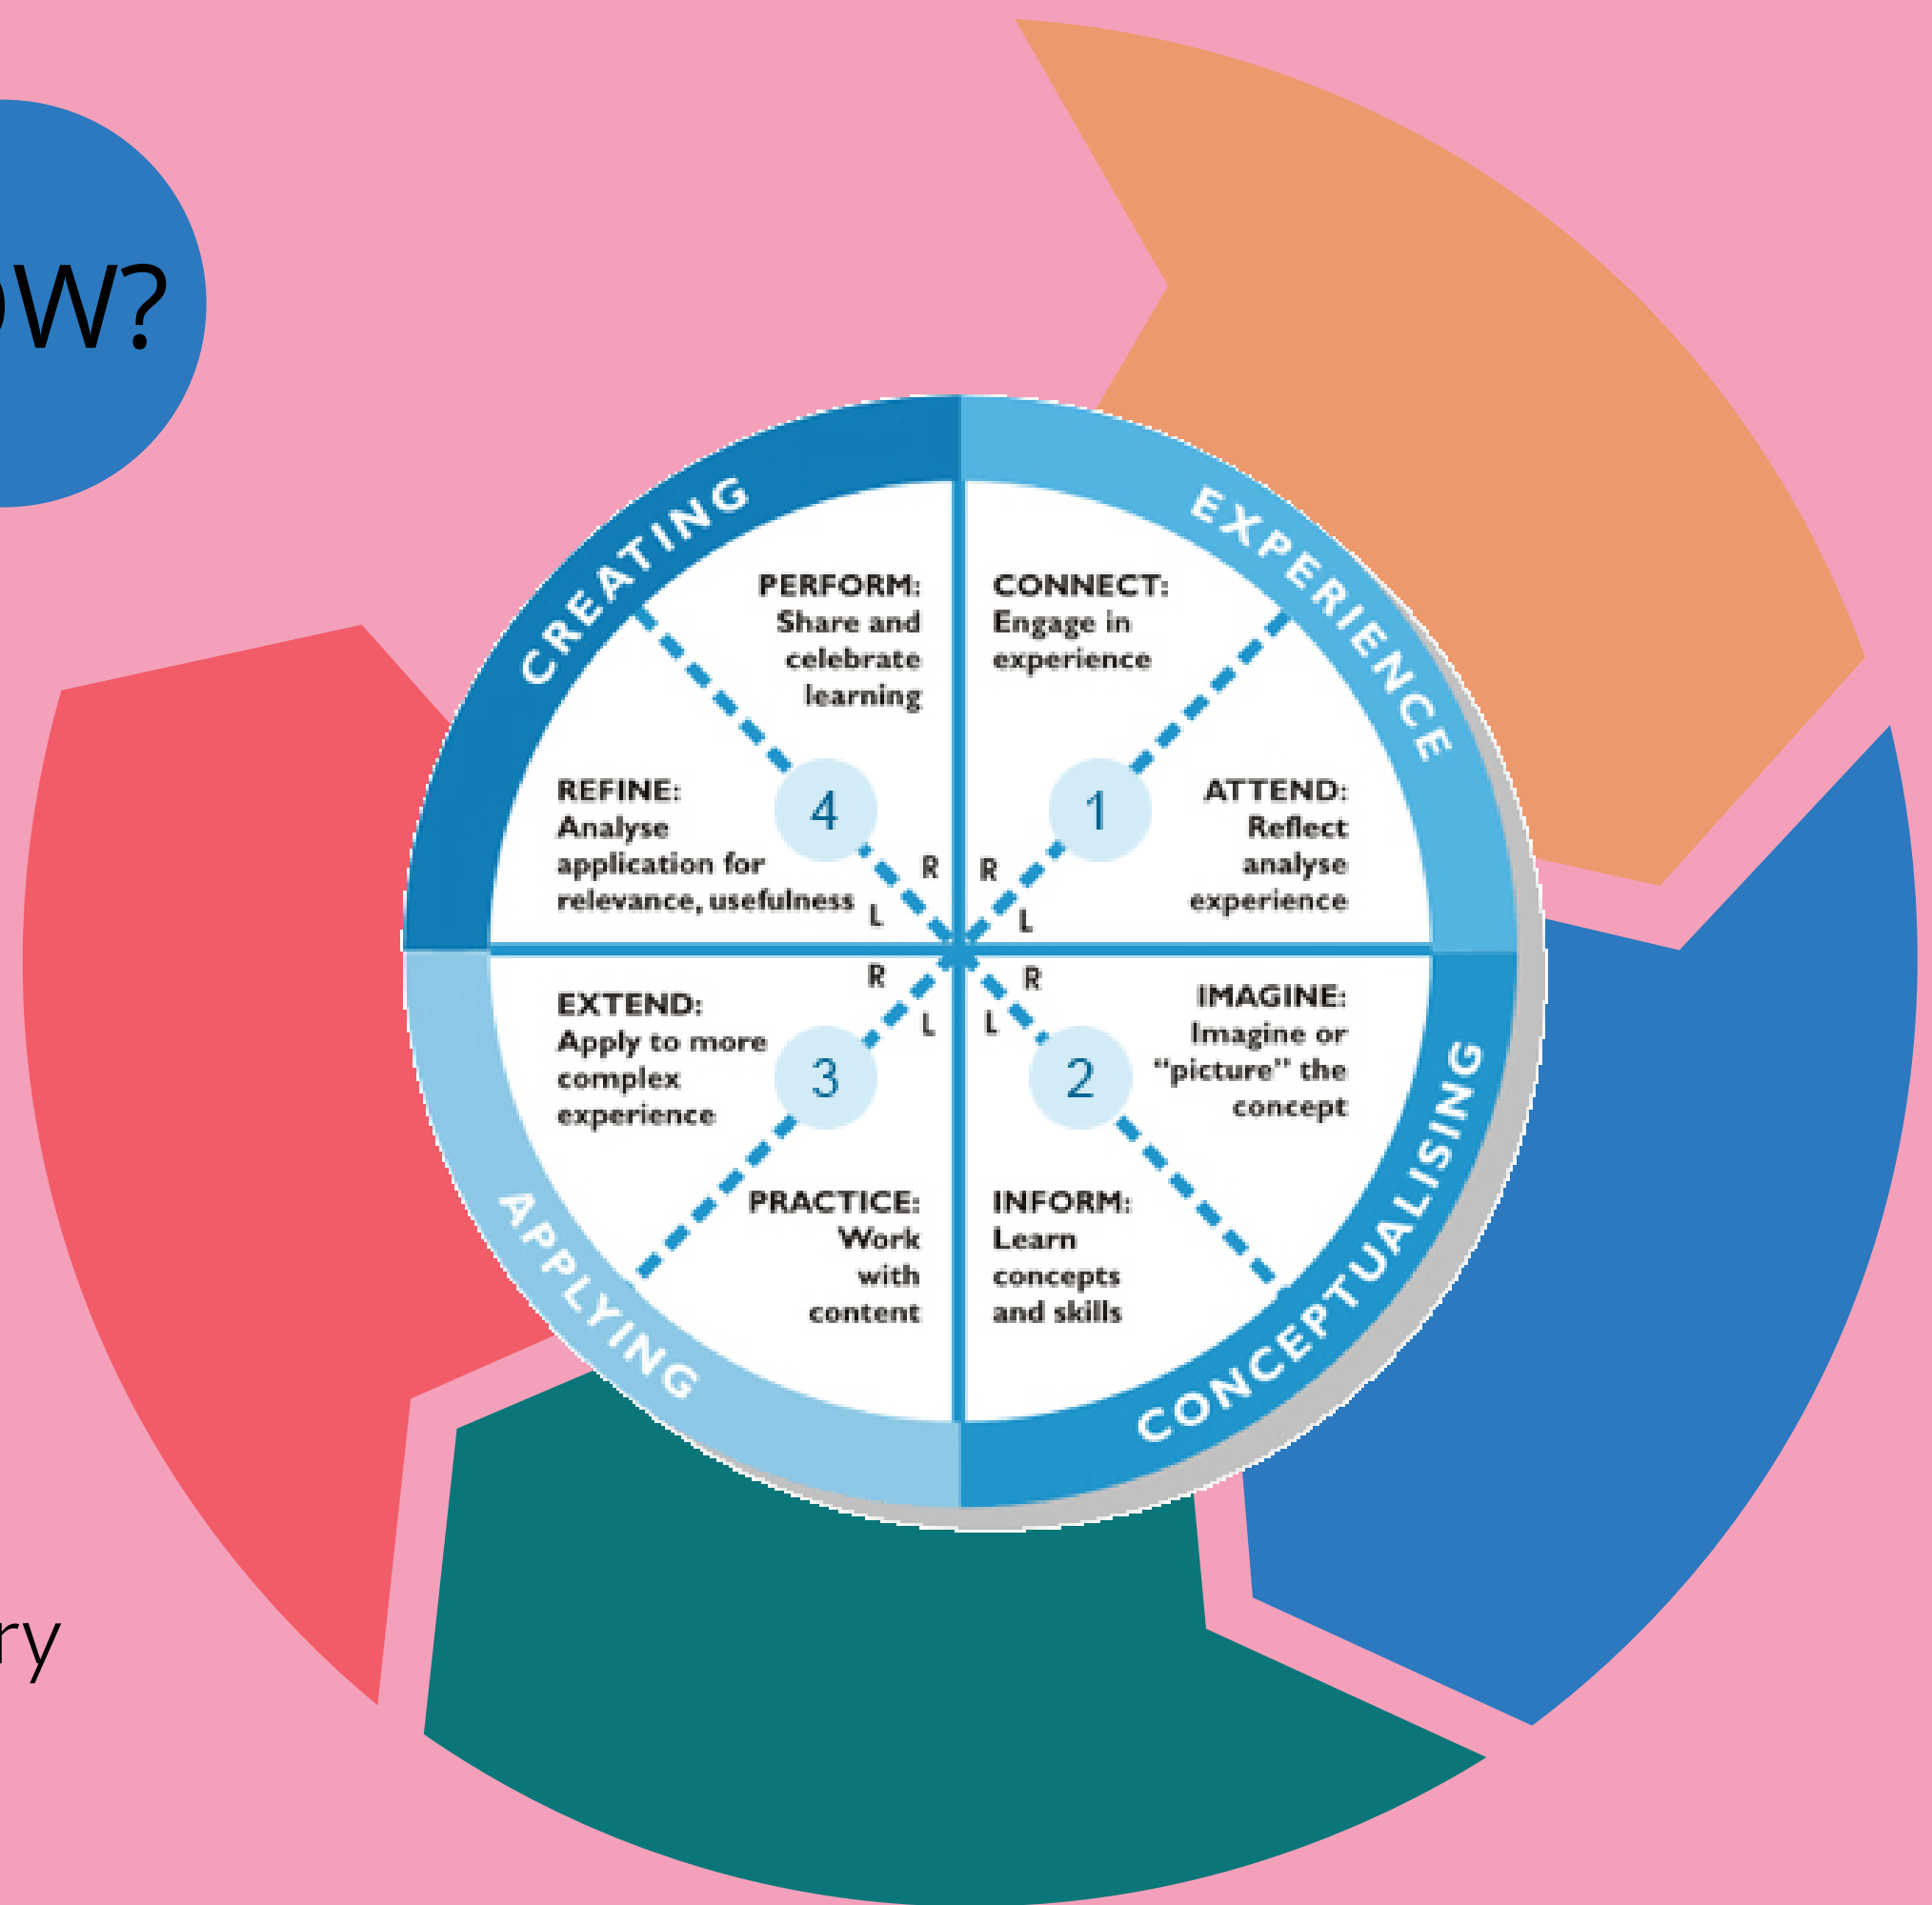 OW?
CREATING
EXPERIENCE
PERFORM:
Share and
celebrate
learning
CONNECT:
Engage in
experience
REFINE:
Analyse
application for
relevance, usefulness
4
1
ATTEND:
Reflect
analyse
experience
R
R
L
L
R
R
L
L
EXTEND:
Apply to more
complex
experience
3
2
IMAGINE:
Imagine or
“picture” the
concept
PRACTICE:
Work
with
content
INFORM:
Learn
concepts
and skills
APPLYING
CONCEPTUALISING
ry